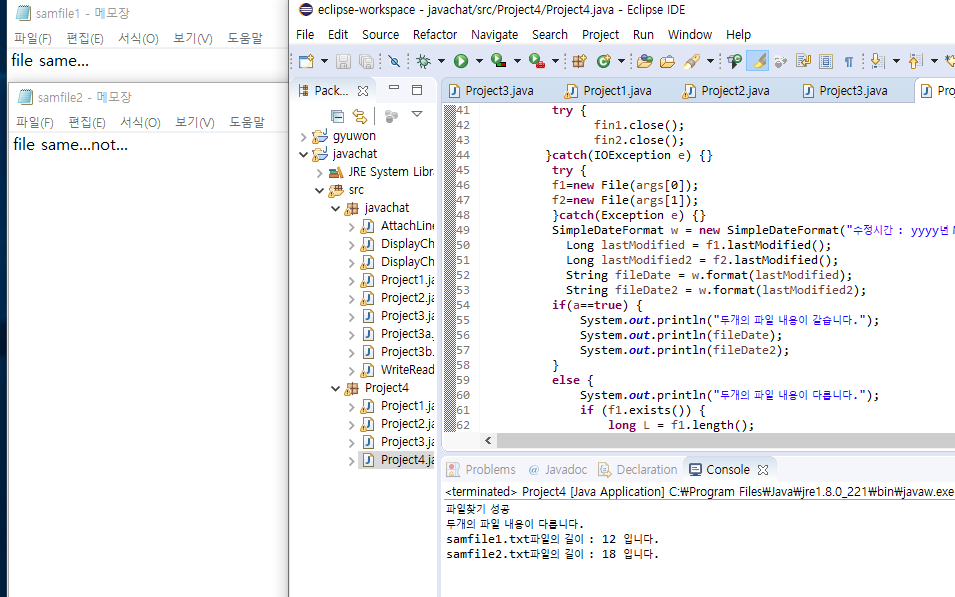 samfile1 - 메모장
파일(F) 편집(E) 서식(O) 보기(V) 도움말
file same...
samfile2 - 메모장
파일(F) 편집(E) 서식(O) 보기(V) 도움말
file same...not...
eclipse-workspace - javachat/src/Project4/Project4.java - Eclipse IDE
File Edit Source Refactor Navigate Search Project Run Window Help
Pack...
gyuwon
javachat
JRE System Libr
src
javachat
AttachLine
DisplayCh
DisplayCh
Project1.ja
Project2.ja
Project3.ja
Project3a.
Project3b.
WriteRead
Project4
Project1.ja
Project2.ja
Project3.ja
Project4.ja
Project3.java Project1.java Project2.java Project3.java Pro
41 try {
42 fin1.close();
43 fin2.close();
44 }catch(IOException e) {}
45 try {
46 f1=new File(args[0]);
47 f2=new File(args[1]);
48 }catch(Exception e) {}
49 SimpleDateFormat w = new SimpleDateFormat("수정시간 : yyyy년 M
50 Long lastModified = f1.lastModified();
51 Long lastModified2 = f2.lastModified();
52 String fileDate = w.format(lastModified);
53 String fileDate2 = w.format(lastModified2);
54 if(a==true) {
55 System.out.println("두개의 파일 내용이 같습니다.");
56 System.out.println(fileDate);
57 System.out.println(fileDate2);
58 }
59 else {
60 System.out.println("두개의 파일 내용이 다릅니다.");
61 if (f1.exists()) {
62 long L = f1.length();
Problems Javadoc Declaration Console
<terminated> Project4 [Java Application] C:₩Program Files₩Java₩jre1.8.0_221₩bin₩javaw.exe
파일찾기 성공
두개의 파일 내용이 다릅니다.
samfile1.txt파일의 길이 : 12 입니다.
samfile2.txt파일의 길이 : 18 입니다.